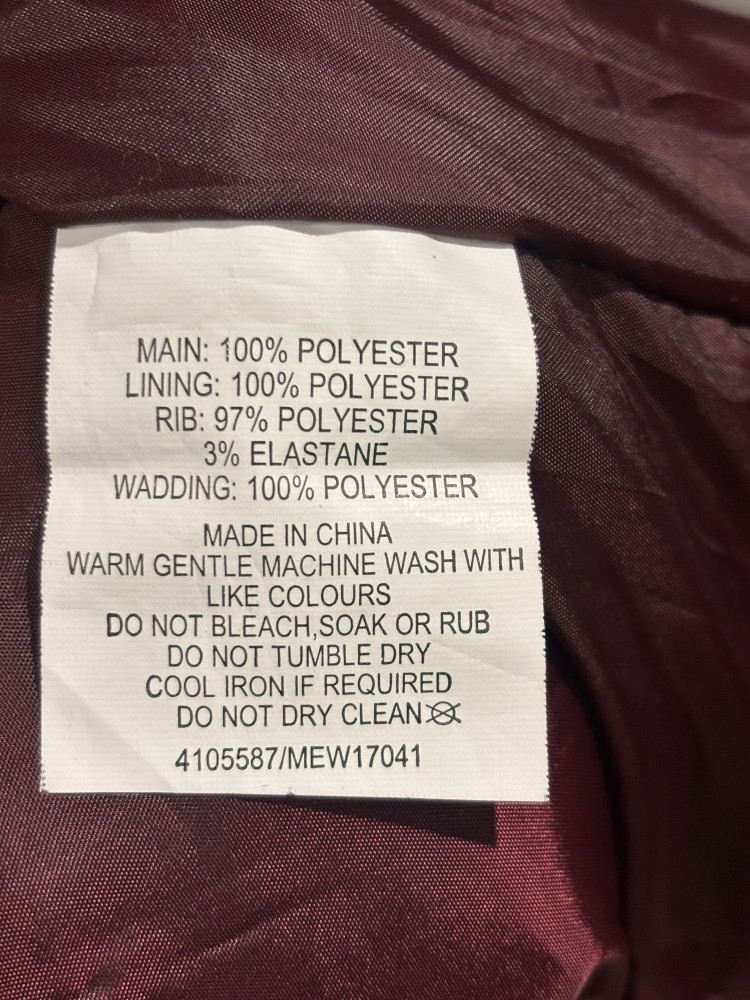 MAIN: 100% POLYESTER
LINING: 100% POLYESTER
RIB: 97% POLYESTER
3% ELASTANE
WADDING: 100% POLYESTER
MADE IN CHINA
WARM GENTLE MACHINE WASH WITH
LIKE COLOURS
DO NOT BLEACH,SOAK OR RUB
DO NOT TUMBLE DRY
COOL IRON IF REQUIRED
DO NOT DRY CLEAN
4105587/MEW17041